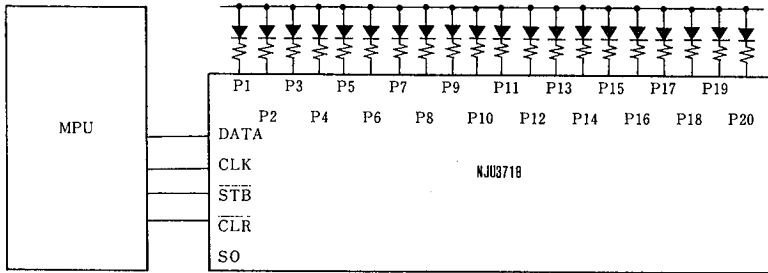 P1 P3 P5 P7 P9 P11 P13 P15 P17 P19
P2 P4 P6 P8 P10 P12 P14 P16 P18 P20
MPU
DATA
CLK
NJU3718
STB
CLR
SO